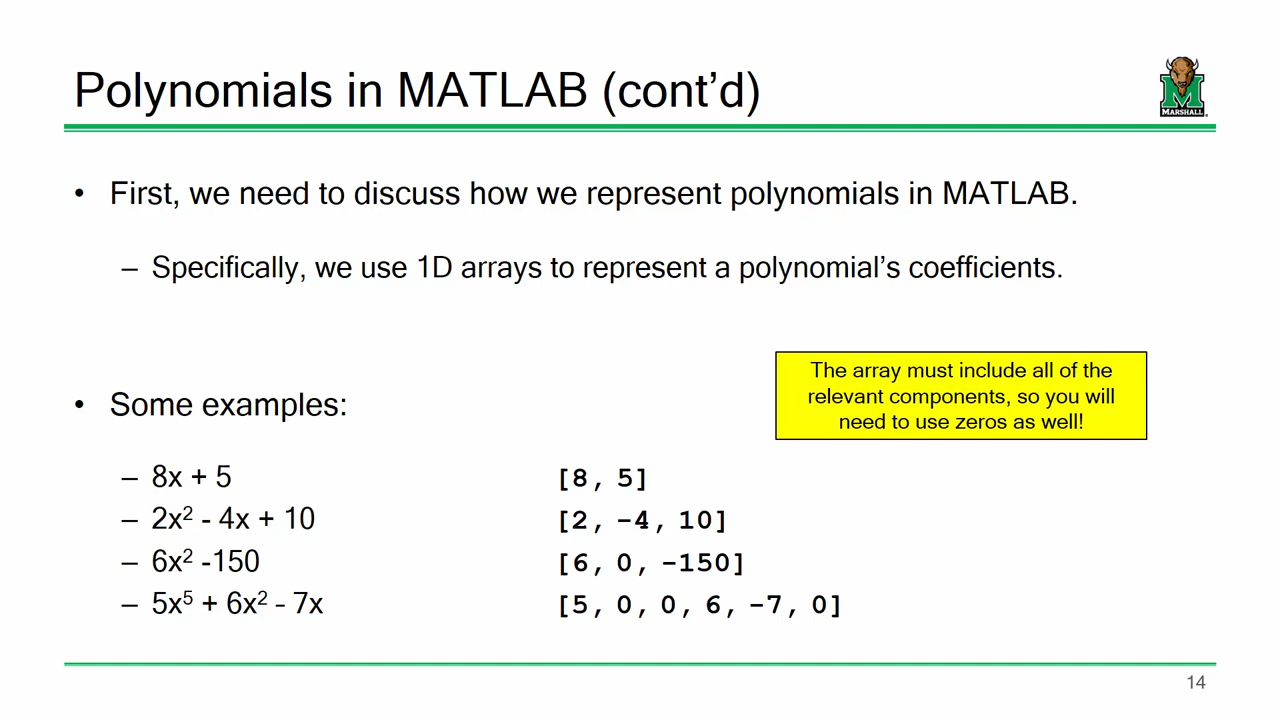 Polynomials in MATLAB (cont’d)
MARSHALL
• First, we need to discuss how we represent polynomials in MATLAB.
– Specifically, we use 1D arrays to represent a polynomial’s coefficients.
The array must include all of the
relevant components, so you will
need to use zeros as well!
• Some examples:
– 8x + 5 [8, 5]
– 2x² - 4x + 10 [2, -4, 10]
– 6x² -150 [6, 0, -150]
– 5x⁵ + 6x² – 7x [5, 0, 0, 6, -7, 0]
14